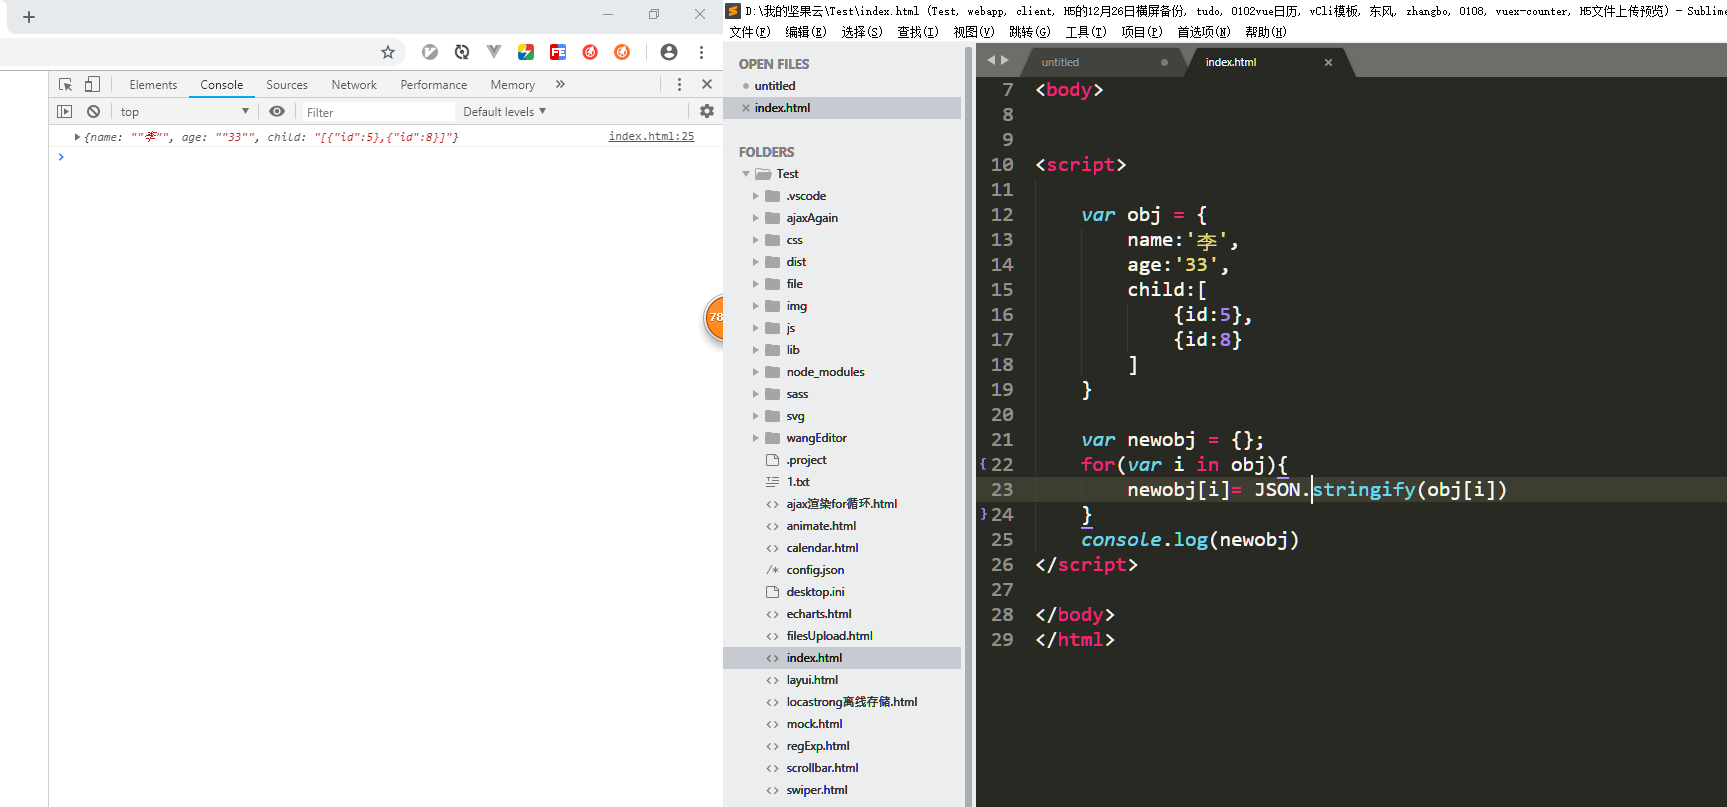 Elements Console Sources Network Performance Memory »
top Filter Default levels ▼
{name: ""李"", age: ""33"", child: "[{"id":5},{"id":8}]"} index.html:25
78
D:\我的坚果云\Test\index.html (Test, webapp, client, H5的12月26日横屏备份, tudo, 0102vue日历, vCli模板, 东风, zhangbo, 0108, vuex-counter, H5文件上传预览) - Sublime
文件(F) 编辑(E) 选择(S) 查找(I) 视图(V) 跳转(G) 工具(T) 项目(P) 首选项(N) 帮助(H)
OPEN FILES
untitled
index.html
FOLDERS
Test
.vscode
ajaxAgain
css
dist
file
img
js
lib
node_modules
sass
svg
wangEditor
.project
1.txt
ajax渲染for循环.html
animate.html
calendar.html
config.json
desktop.ini
echarts.html
filesUpload.html
index.html
layui.html
locastrong离线存储.html
mock.html
regExp.html
scrollbar.html
swiper.html
untitled index.html
7 <body>
8
9
10 <script>
11
12 var obj = {
13 name:'李',
14 age:'33',
15 child:[
16 {id:5},
17 {id:8}
18 ]
19 }
20
21 var newobj = {};
22 for(var i in obj){
23 newobj[i]= JSON.stringify(obj[i])
24 }
25 console.log(newobj)
26 </script>
27
28 </body>
29 </html>